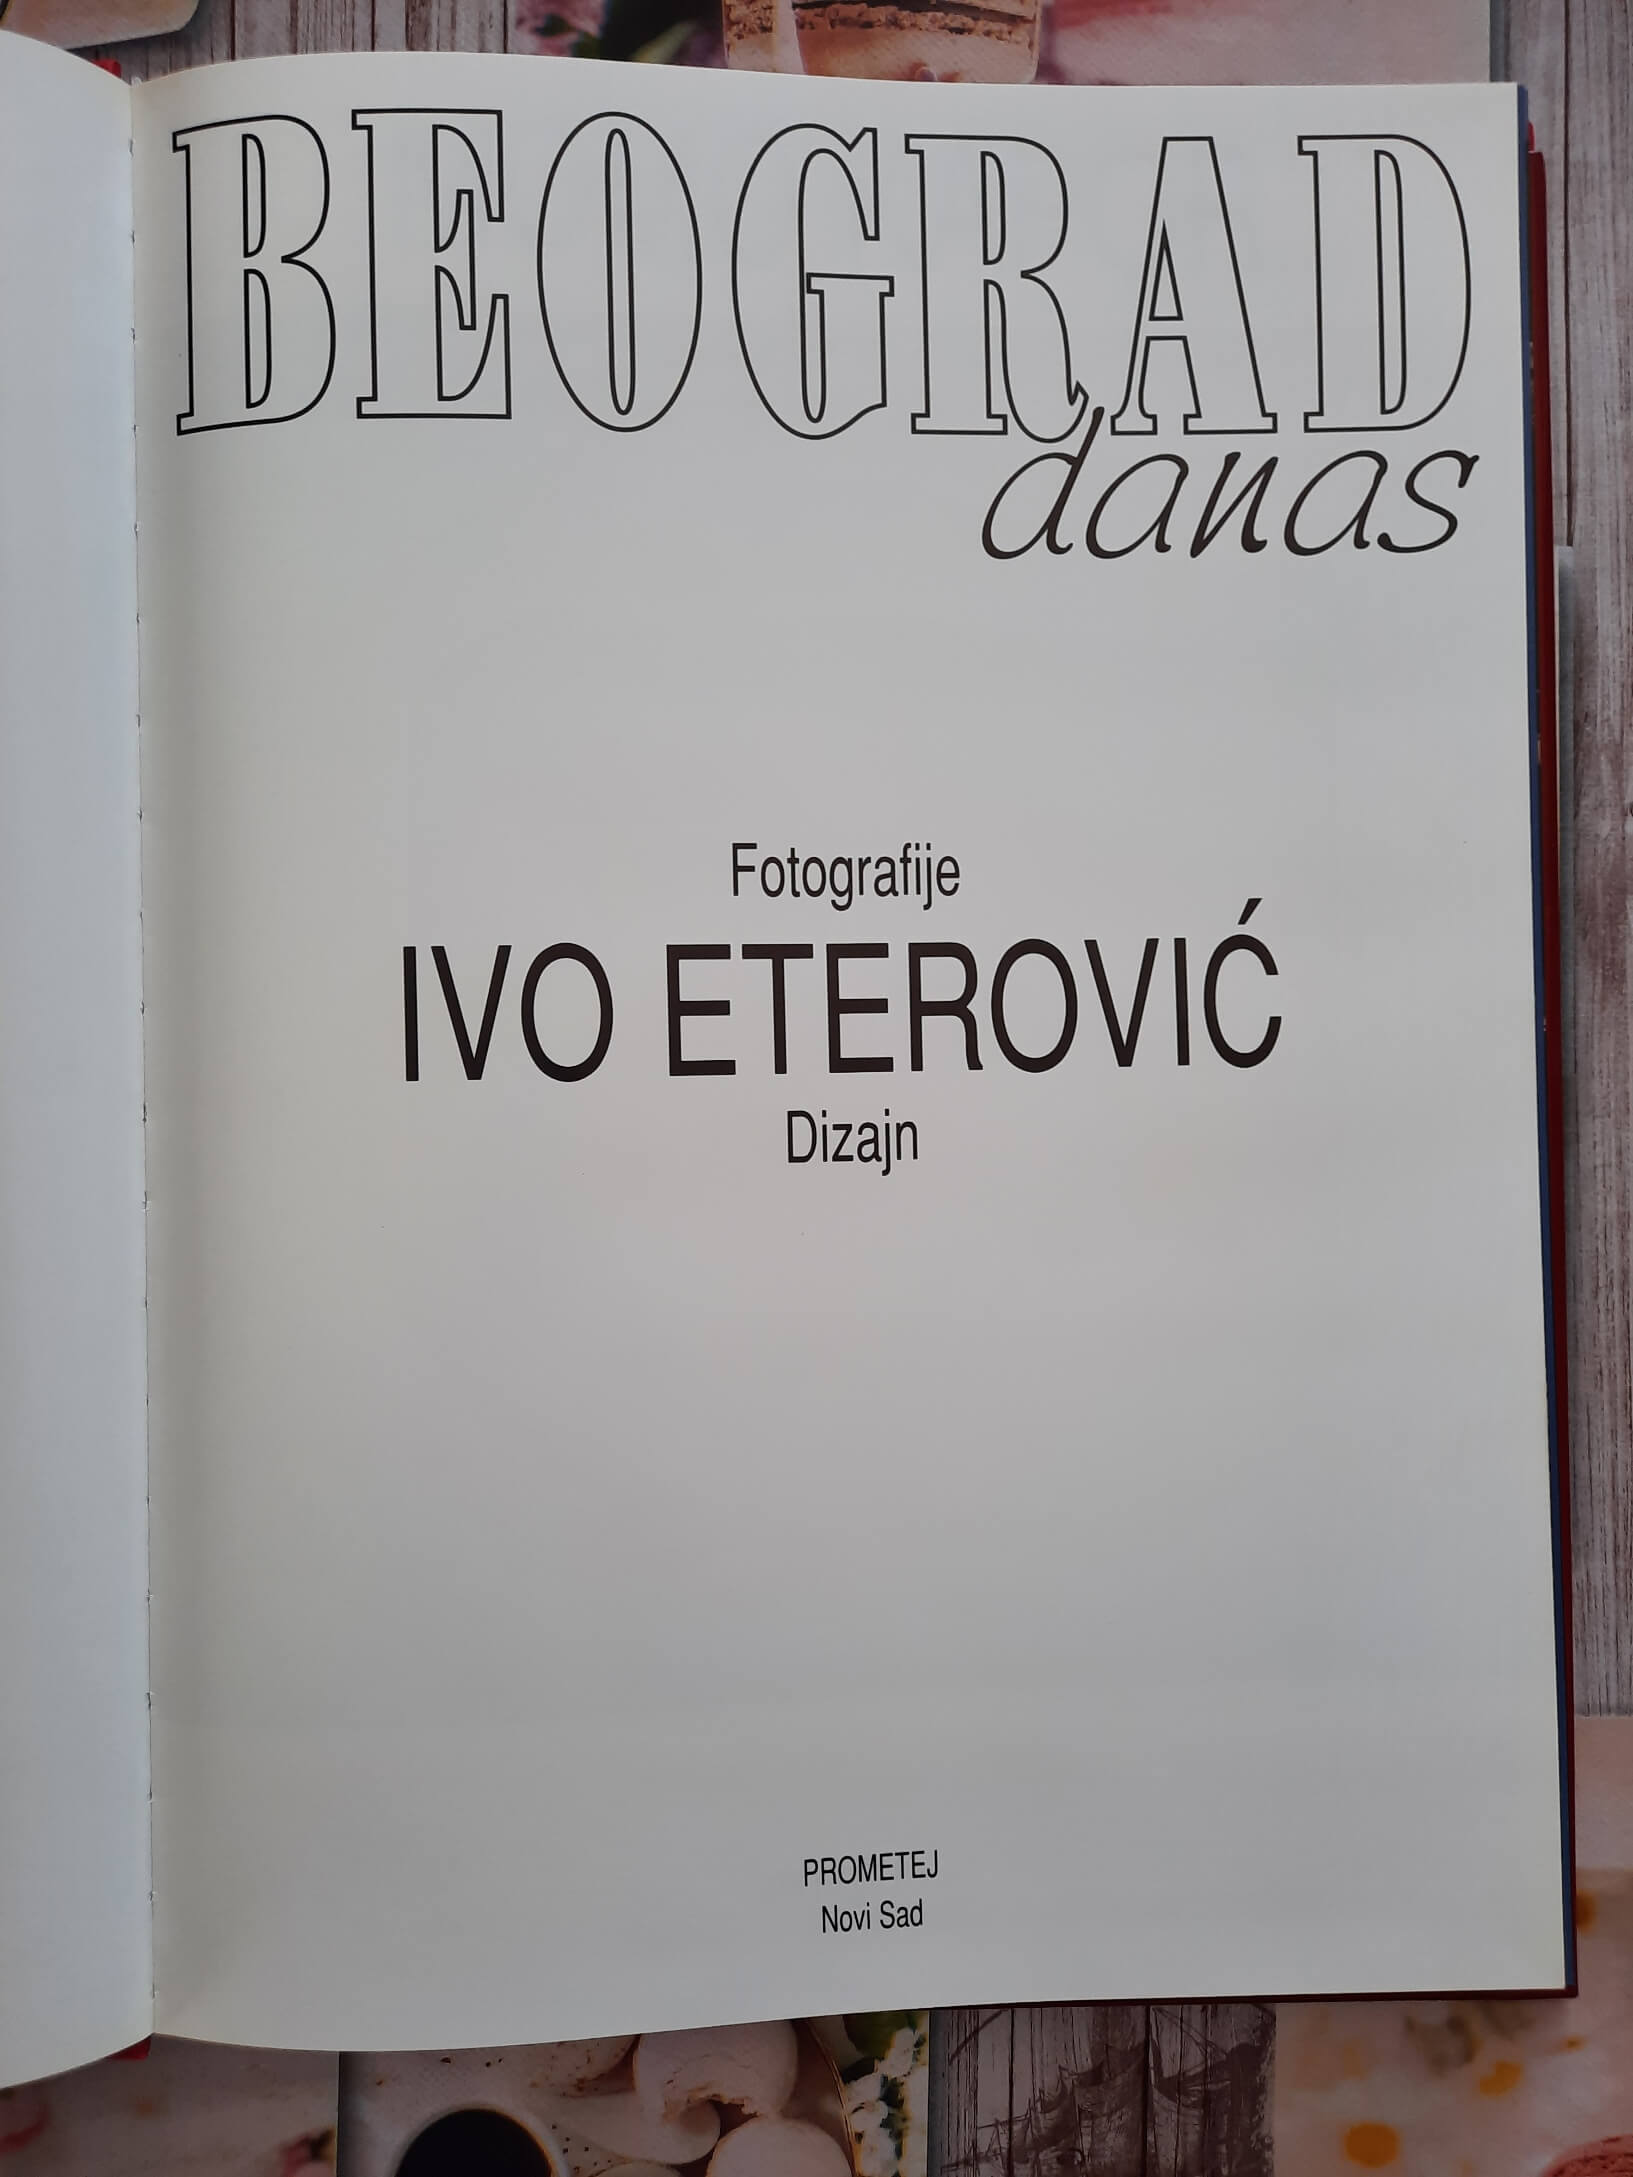 BEOGRAD
danas
Fotografije
IVO ETEROVIĆ
Dizajn
PROMETEJ
Novi Sad